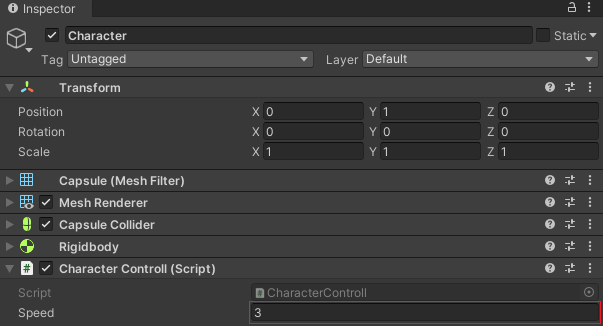 Inspector
Character Static
Tag Untagged Layer Default
Transform
Position X 0 Y 1 Z 0
Rotation X 0 Y 0 Z 0
Scale X 1 Y 1 Z 1
Capsule (Mesh Filter)
Mesh Renderer
Capsule Collider
Rigidbody
# Character Controll (Script)
Script # CharacterControll
Speed 3